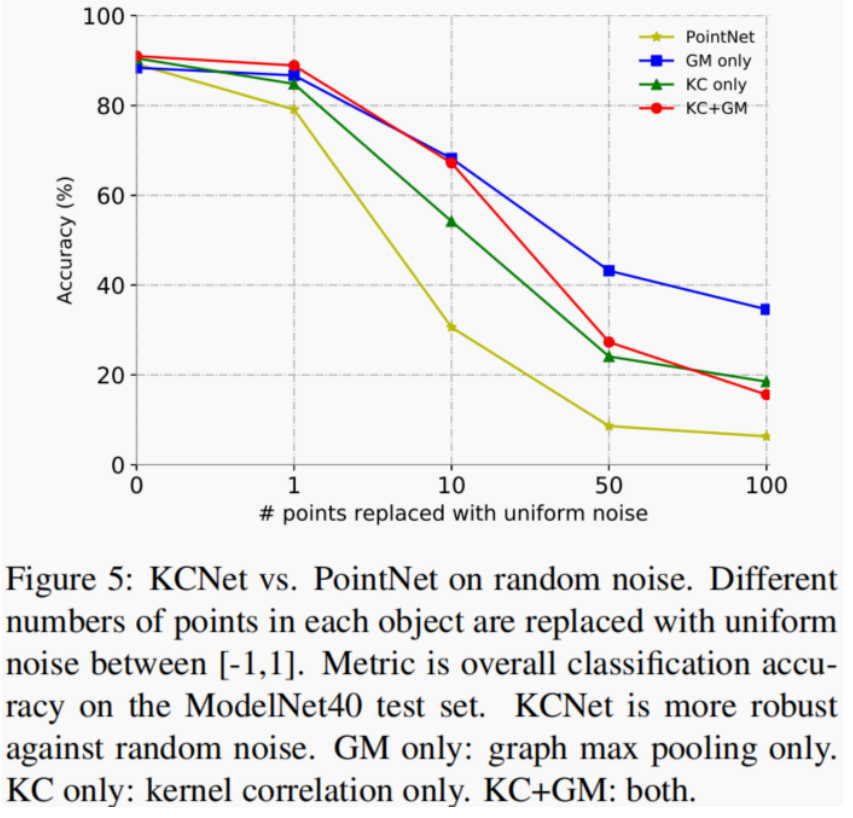 100
80
60
40
20
0
Accuracy (%)
PointNet
GM only
KC only
KC+GM
0 1 10 50 100
# points replaced with uniform noise
Figure 5: KCNet vs. PointNet on random noise. Different
numbers of points in each object are replaced with uniform
noise between [-1,1]. Metric is overall classification accu-
racy on the ModelNet40 test set. KCNet is more robust
against random noise. GM only: graph max pooling only.
KC only: kernel correlation only. KC+GM: both.